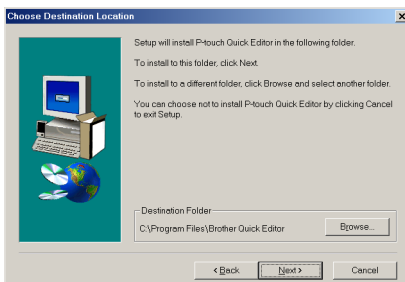 Choose Destination Location
Setup will install P-touch Quick Editor in the following folder.
To install to this folder, click Next.
To install to a different folder, click Browse and select another folder.
You can choose not to install P-touch Quick Editor by clicking Cancel
to exit Setup.
Destination Folder
C:\Program Files\Brother Quick Editor
Browse...
< Back
Next >
Cancel